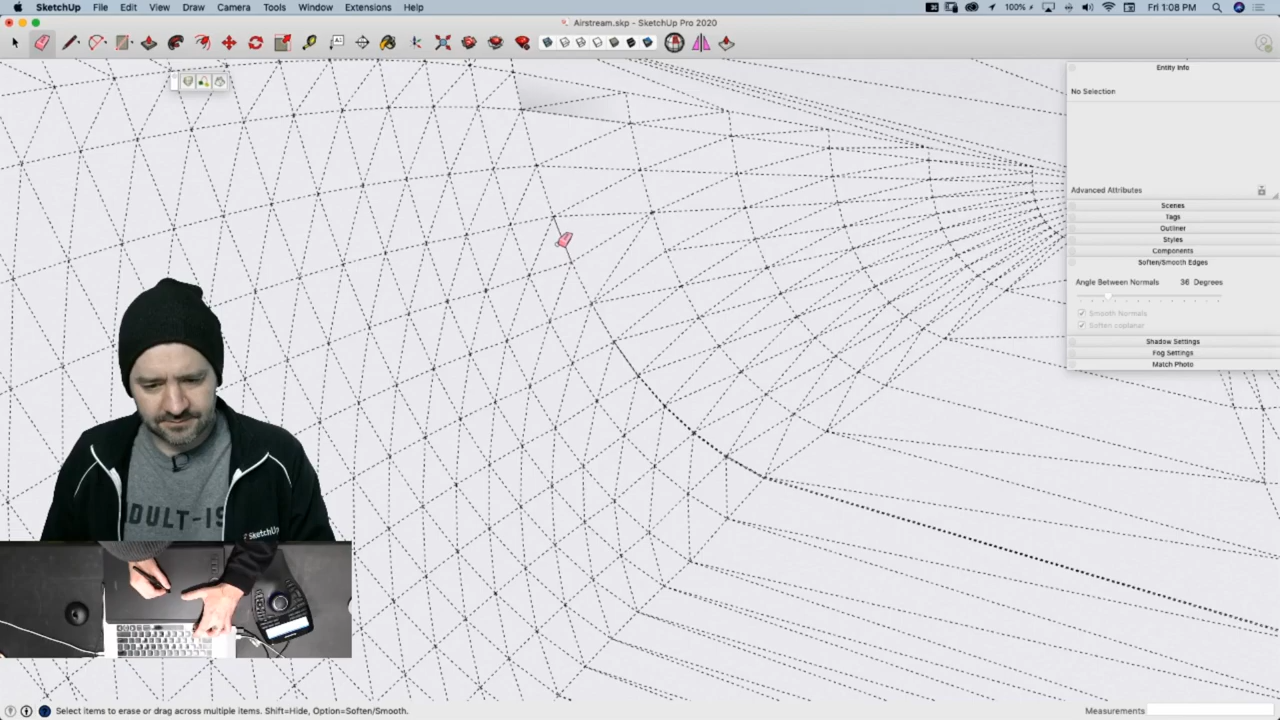 SketchUp File Edit View Draw Camera Tools Window Extensions Help
100% Fri 1:08 PM
Airstream.skp - SketchUp Pro 2020
Entity Info
No Selection
Advanced Attributes
Scenes
Tags
Outliner
Styles
Components
Soften/Smooth Edges
Angle Between Normals 36 Degrees
Smooth Normals
Soften coplanar
Shadow Settings
Fog Settings
Match Photo
DULT-IS
SketchUp
Select items to erase or drag across multiple items. Shift=Hide, Option=Soften/Smooth.
Measurements